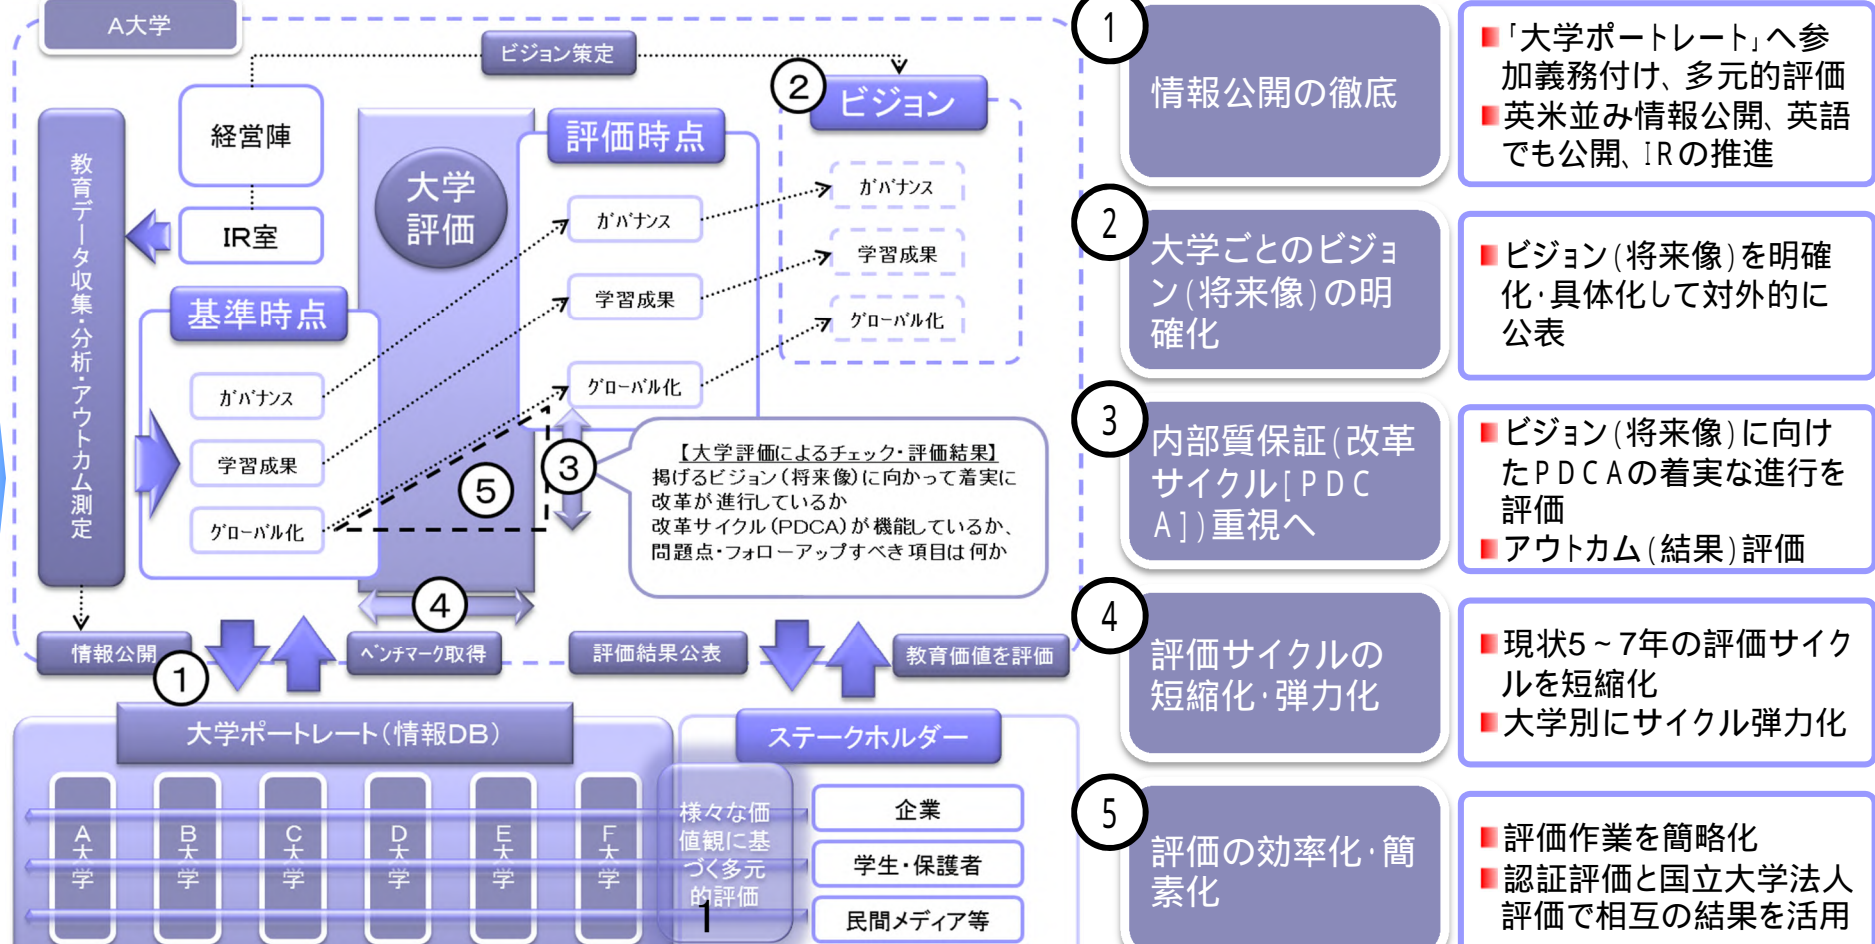 A大学
ビジョン策定
② ビジョン
経営陣
評価時点
教育データ収集・分析・アウトカム測定
大学
評価
ガバナンス
ガバナンス
IR室
学習成果
学習成果
基準時点
グローバル化
ガバナンス
グローバル化
学習成果
⑤
③
グローバル化
【大学評価によるチェック・評価結果】
掲げるビジョン(将来像)に向かって着実に
改革が進行しているか
改革サイクル(PDCA)が機能しているか、
問題点・フォローアップすべき項目は何か
④
情報公開
①
ベンチマーク取得
評価結果公表
教育価値を評価
大学ポートレート(情報DB)
ステークホルダー
A大学
B大学
C大学
D大学
E大学
F大学
様々な価
値観に基
づく多元
的評価
1
企業
学生・保護者
民間メディア等
1
情報公開の徹底
「大学ポートレート」へ参
加義務付け、多元的評価
英米並み情報公開、英語
でも公開、IRの推進
2
大学ごとのビジョ
ン(将来像)の明
確化
ビジョン(将来像)を明確
化・具体化して対外的に
公表
3
内部質保証(改革
サイクル[PDC
A])重視へ
ビジョン(将来像)に向け
たPDCAの着実な進行を
評価
アウトカム(結果)評価
4
評価サイクルの
短縮化・弾力化
現状5~7年の評価サイク
ルを短縮化
大学別にサイクル弾力化
5
評価の効率化・簡
素化
評価作業を簡略化
認証評価と国立大学法人
評価で相互の結果を活用